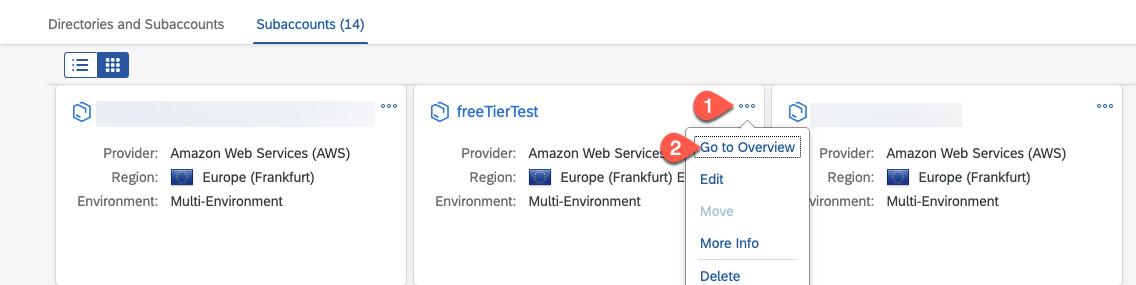 Directories and Subaccounts Subaccounts (14)
freeTierTest 1
2 Go to Overview
Provider: Amazon Web Services (AWS) Provider: Amazon Web Services Provider: Amazon Web Services (AWS)
Region: Europe (Frankfurt) Region: Europe (Frankfurt) E Edit Region: Europe (Frankfurt)
Environment: Multi-Environment Environment: Multi-Environment Move Environment: Multi-Environment
More Info
Delete